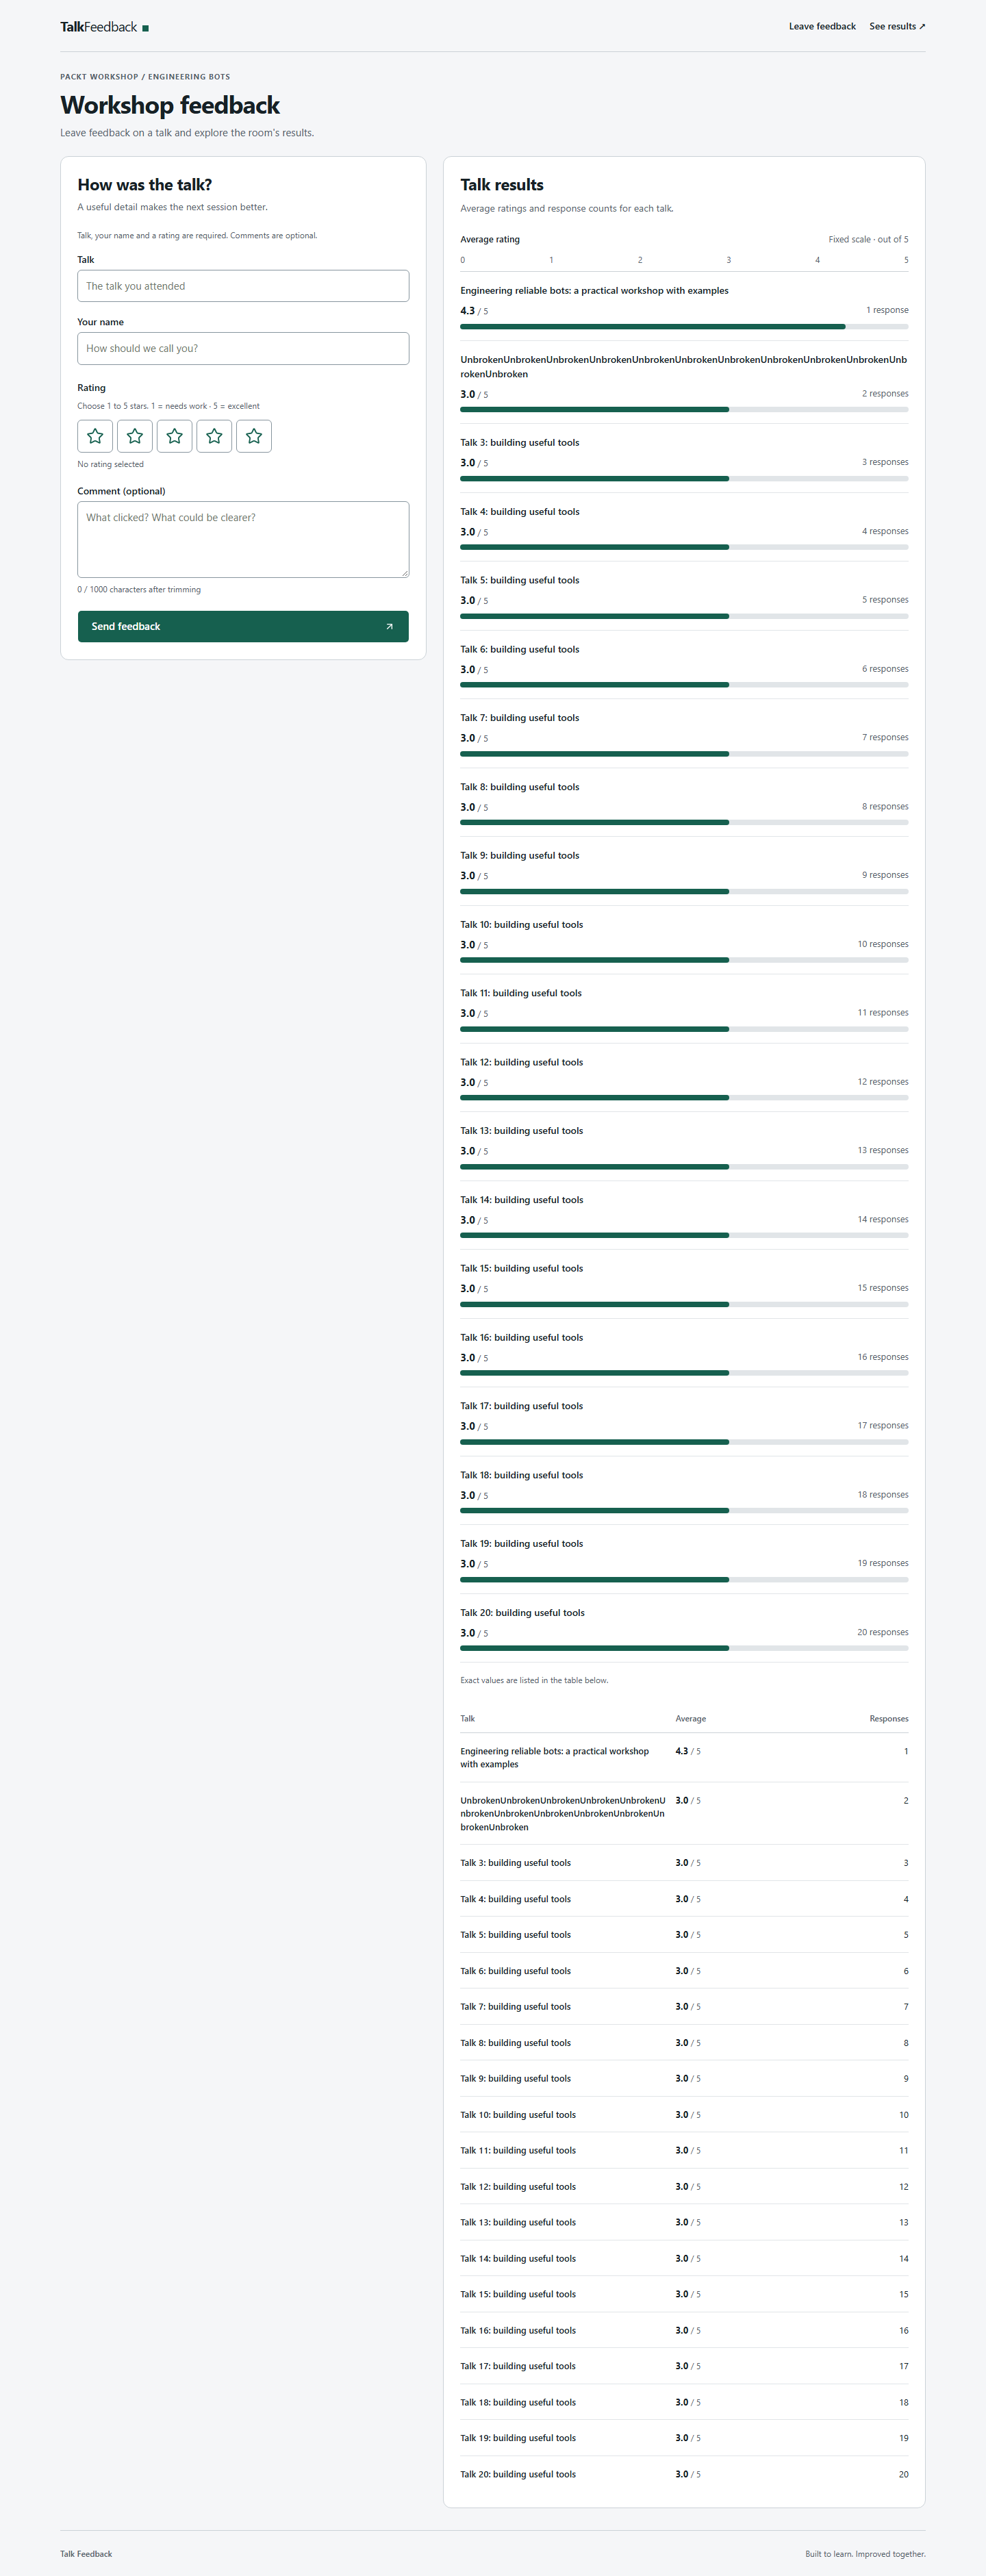 TalkFeedback
Leave feedback See results ↗
PACKT WORKSHOP / ENGINEERING BOTS
Workshop feedback
Leave feedback on a talk and explore the room's results.
How was the talk?
A useful detail makes the next session better.
Talk, your name and a rating are required. Comments are optional.
Talk
The talk you attended
Your name
How should we call you?
Rating
Choose 1 to 5 stars. 1 = needs work · 5 = excellent
No rating selected
Comment (optional)
What clicked? What could be clearer?
0 / 1000 characters after trimming
Send feedback ↗
Talk results
Average ratings and response counts for each talk.
Average rating Fixed scale · out of 5
0 1 2 3 4 5
Engineering reliable bots: a practical workshop with examples
4.3 / 5 1 response
UnbrokenUnbrokenUnbrokenUnbrokenUnbrokenUnbrokenUnbrokenUnbrokenUnbrokenUnbrokenUnb
rokenUnbroken
3.0 / 5 2 responses
Talk 3: building useful tools
3.0 / 5 3 responses
Talk 4: building useful tools
3.0 / 5 4 responses
Talk 5: building useful tools
3.0 / 5 5 responses
Talk 6: building useful tools
3.0 / 5 6 responses
Talk 7: building useful tools
3.0 / 5 7 responses
Talk 8: building useful tools
3.0 / 5 8 responses
Talk 9: building useful tools
3.0 / 5 9 responses
Talk 10: building useful tools
3.0 / 5 10 responses
Talk 11: building useful tools
3.0 / 5 11 responses
Talk 12: building useful tools
3.0 / 5 12 responses
Talk 13: building useful tools
3.0 / 5 13 responses
Talk 14: building useful tools
3.0 / 5 14 responses
Talk 15: building useful tools
3.0 / 5 15 responses
Talk 16: building useful tools
3.0 / 5 16 responses
Talk 17: building useful tools
3.0 / 5 17 responses
Talk 18: building useful tools
3.0 / 5 18 responses
Talk 19: building useful tools
3.0 / 5 19 responses
Talk 20: building useful tools
3.0 / 5 20 responses
Exact values are listed in the table below.
Talk Average Responses
Engineering reliable bots: a practical workshop 4.3 / 5 1
with examples
UnbrokenUnbrokenUnbrokenUnbrokenUnbrokenU 3.0 / 5 2
nbrokenUnbrokenUnbrokenUnbrokenUnbrokenUn
brokenUnbroken
Talk 3: building useful tools 3.0 / 5 3
Talk 4: building useful tools 3.0 / 5 4
Talk 5: building useful tools 3.0 / 5 5
Talk 6: building useful tools 3.0 / 5 6
Talk 7: building useful tools 3.0 / 5 7
Talk 8: building useful tools 3.0 / 5 8
Talk 9: building useful tools 3.0 / 5 9
Talk 10: building useful tools 3.0 / 5 10
Talk 11: building useful tools 3.0 / 5 11
Talk 12: building useful tools 3.0 / 5 12
Talk 13: building useful tools 3.0 / 5 13
Talk 14: building useful tools 3.0 / 5 14
Talk 15: building useful tools 3.0 / 5 15
Talk 16: building useful tools 3.0 / 5 16
Talk 17: building useful tools 3.0 / 5 17
Talk 18: building useful tools 3.0 / 5 18
Talk 19: building useful tools 3.0 / 5 19
Talk 20: building useful tools 3.0 / 5 20
Talk Feedback Built to learn. Improved together.